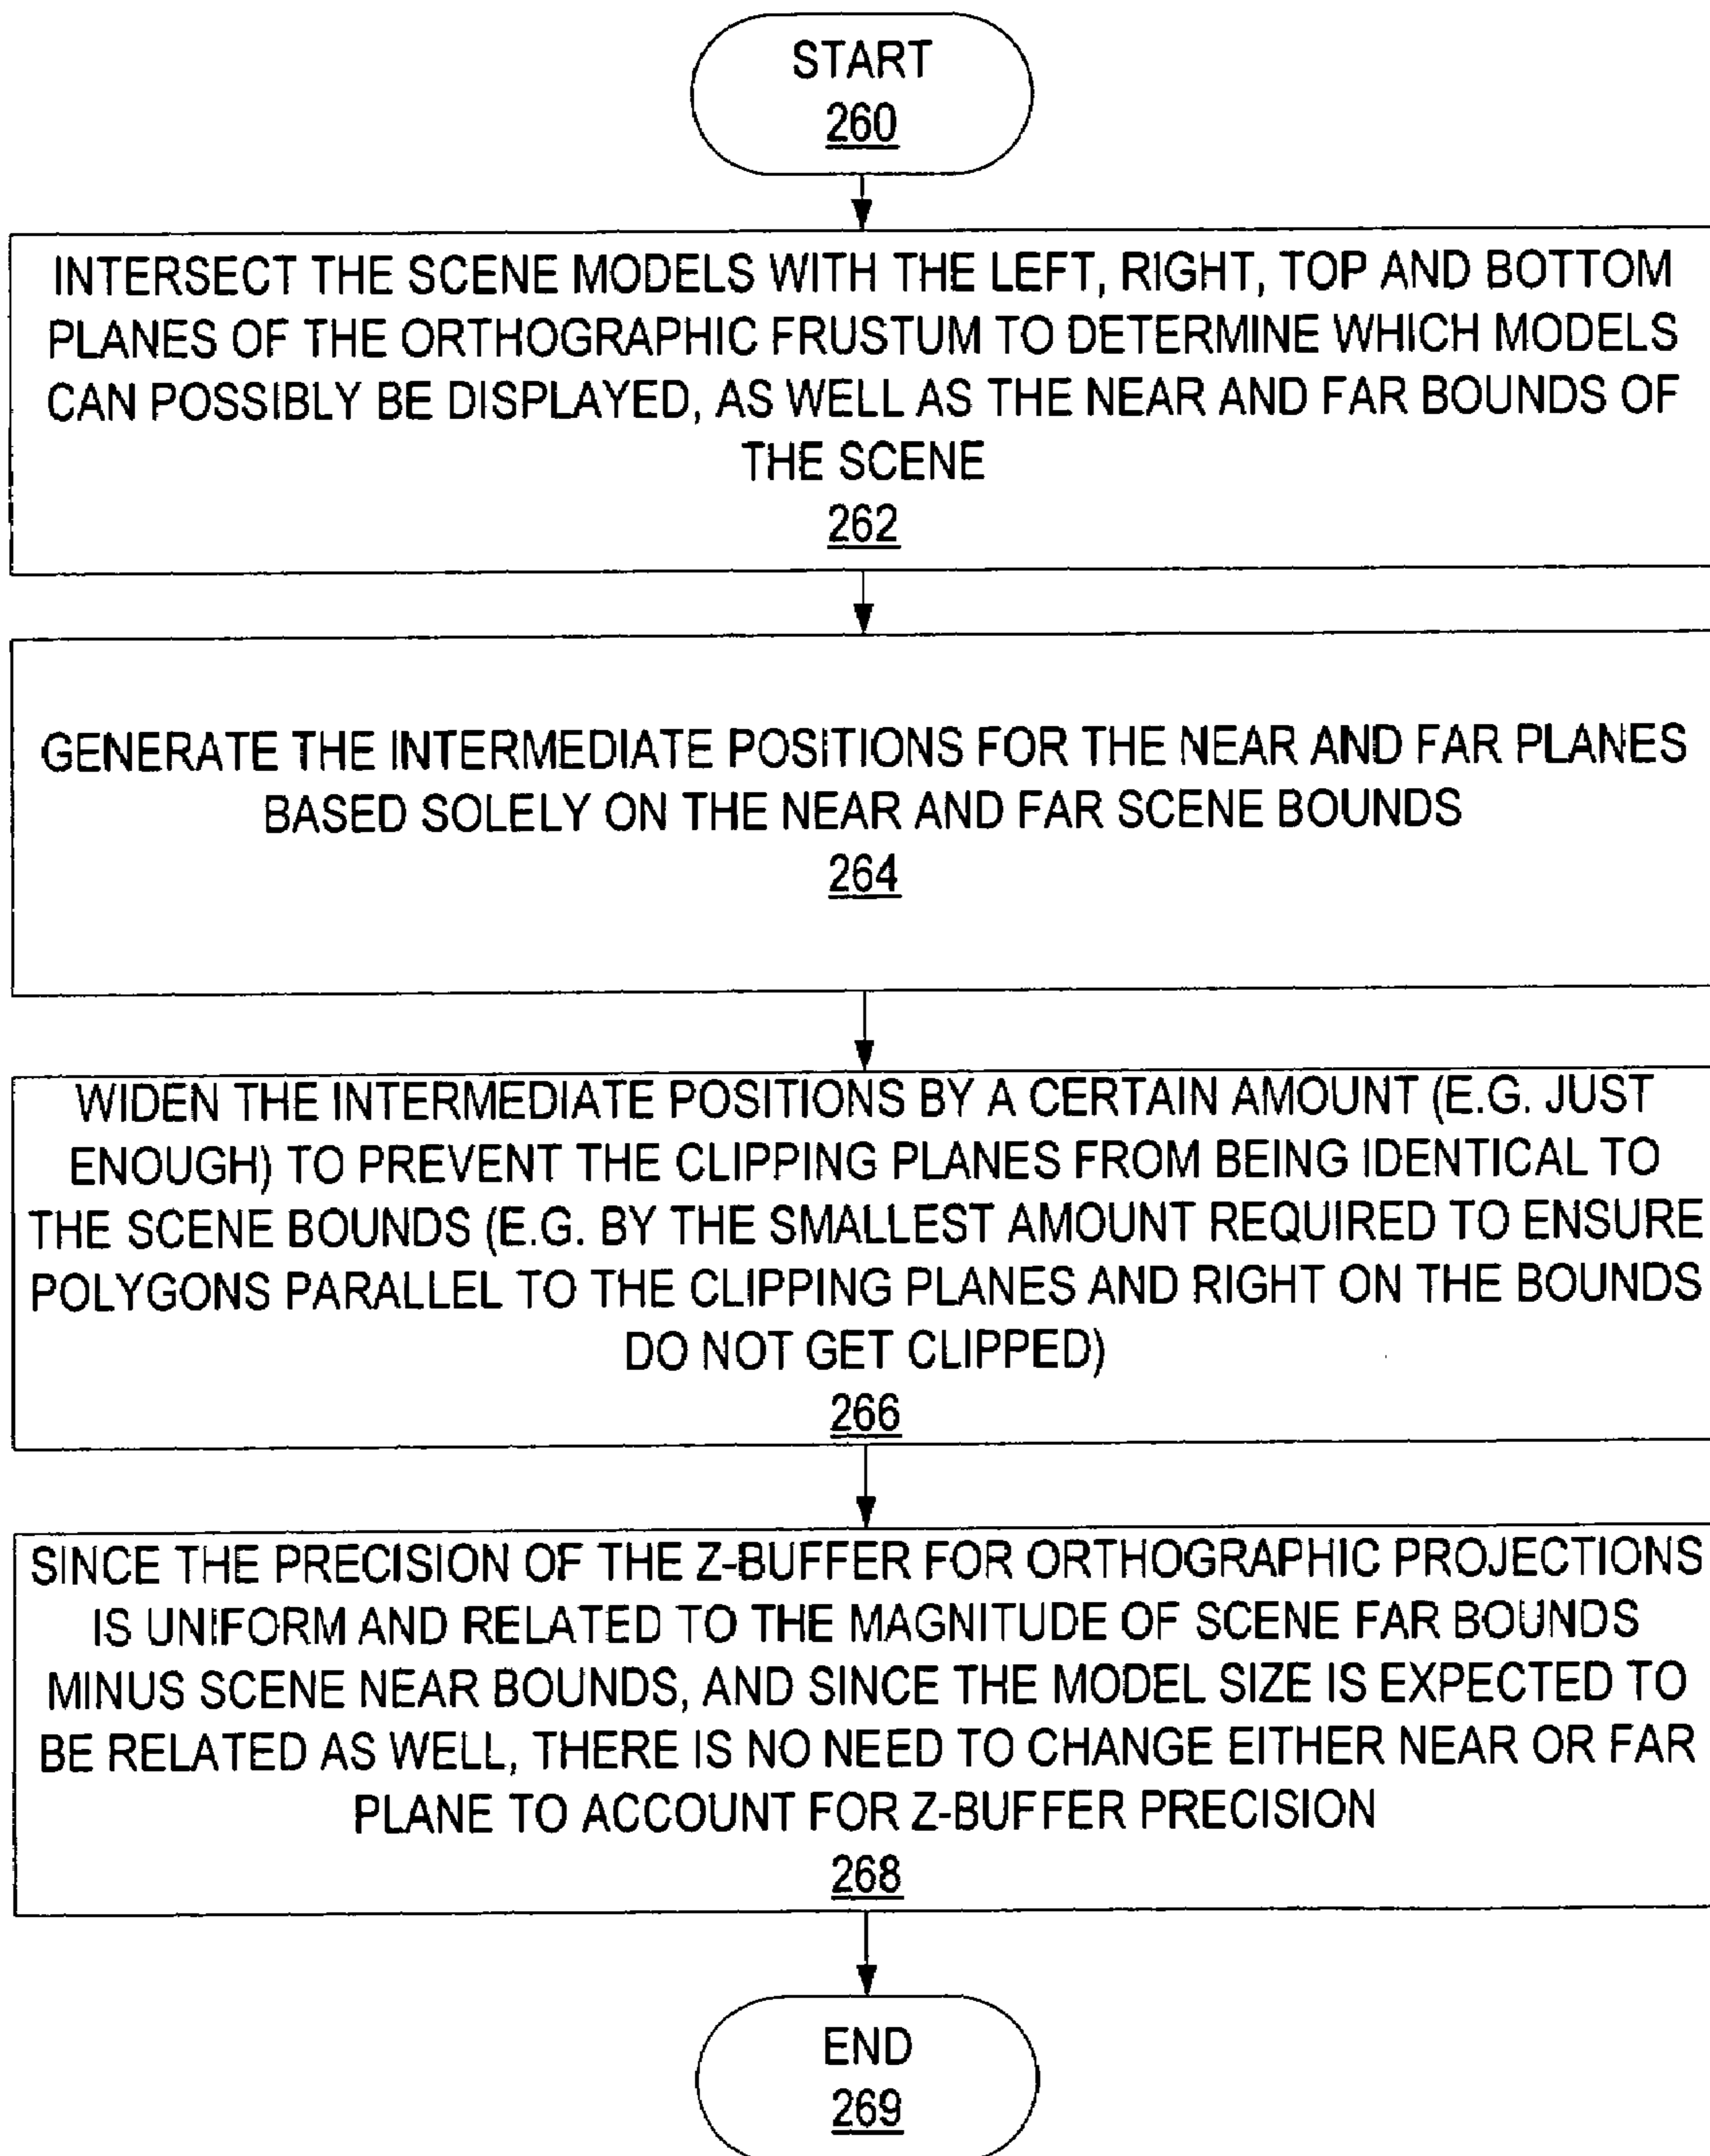 START
260
INTERSECT THE SCENE MODELS WITH THE LEFT, RIGHT, TOP AND BOTTOM
PLANES OF THE ORTHOGRAPHIC FRUSTUM TO DETERMINE WHICH MODELS
CAN POSSIBLY BE DISPLAYED, AS WELL AS THE NEAR AND FAR BOUNDS OF
THE SCENE
262
GENERATE THE INTERMEDIATE POSITIONS FOR THE NEAR AND FAR PLANES
BASED SOLELY ON THE NEAR AND FAR SCENE BOUNDS
264
WIDEN THE INTERMEDIATE POSITIONS BY A CERTAIN AMOUNT (E.G. JUST
ENOUGH) TO PREVENT THE CLIPPING PLANES FROM BEING IDENTICAL TO
THE SCENE BOUNDS (E.G. BY THE SMALLEST AMOUNT REQUIRED TO ENSURE
POLYGONS PARALLEL TO THE CLIPPING PLANES AND RIGHT ON THE BOUNDS
DO NOT GET CLIPPED)
266
SINCE THE PRECISION OF THE Z-BUFFER FOR ORTHOGRAPHIC PROJECTIONS
IS UNIFORM AND RELATED TO THE MAGNITUDE OF SCENE FAR BOUNDS
MINUS SCENE NEAR BOUNDS, AND SINCE THE MODEL SIZE IS EXPECTED TO
BE RELATED AS WELL, THERE IS NO NEED TO CHANGE EITHER NEAR OR FAR
PLANE TO ACCOUNT FOR Z-BUFFER PRECISION
268
END
269